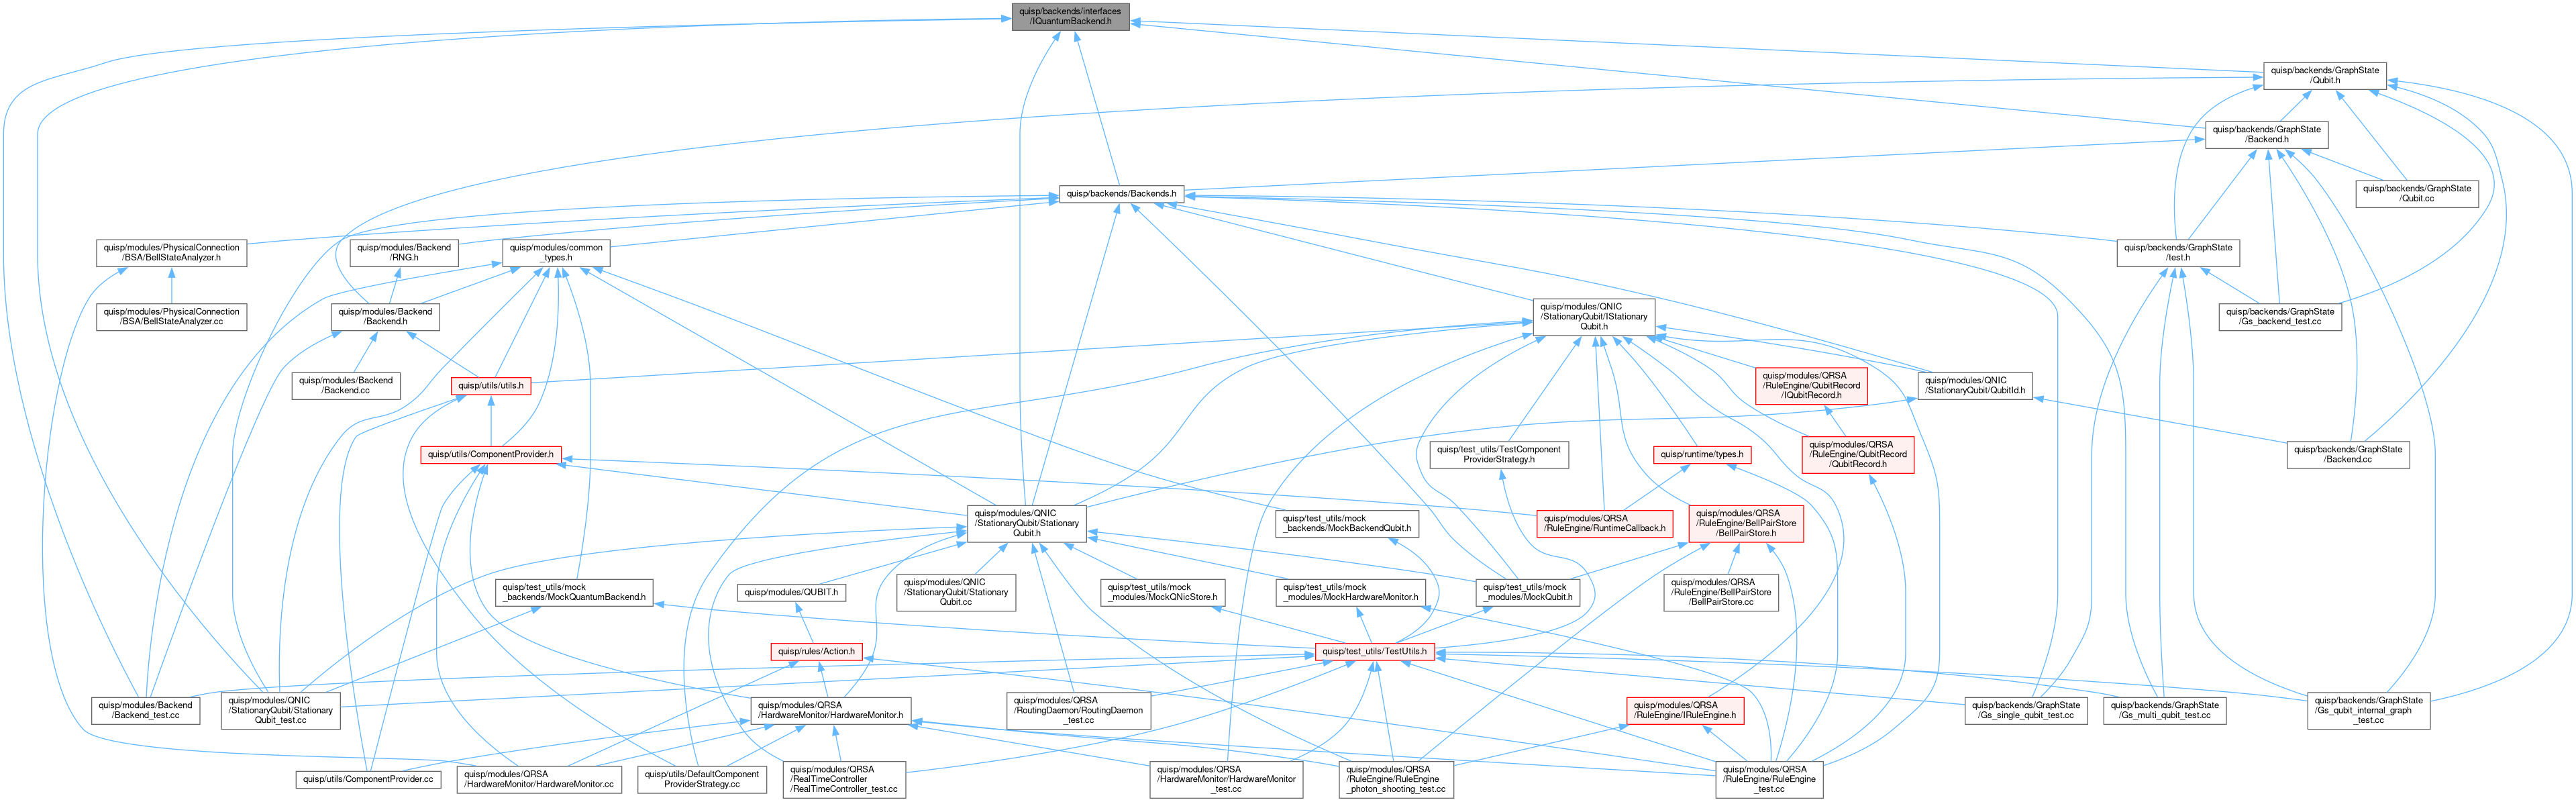 quisp/backends/interfaces
/IQuantumBackend.h
quisp/backends/GraphState
/Qubit.h
quisp/backends/GraphState
/Backend.h
quisp/backends/Backends.h
quisp/backends/GraphState
/Qubit.cc
quisp/modules/PhysicalConnection
/BSA/BellStateAnalyzer.h
quisp/modules/Backend
/RNG.h
quisp/modules/common
_types.h
quisp/backends/GraphState
/test.h
quisp/modules/PhysicalConnection
/BSA/BellStateAnalyzer.cc
quisp/modules/Backend
/Backend.h
quisp/modules/QNIC
/StationaryQubit/IStationary
Qubit.h
quisp/backends/GraphState
/Gs_backend_test.cc
quisp/modules/Backend
/Backend.cc
quisp/utils/utils.h
quisp/modules/QRSA
/RuleEngine/QubitRecord
/IQubitRecord.h
quisp/modules/QNIC
/StationaryQubit/QubitId.h
quisp/utils/ComponentProvider.h
quisp/test_utils/TestComponent
ProviderStrategy.h
quisp/runtime/types.h
quisp/modules/QRSA
/RuleEngine/QubitRecord
/QubitRecord.h
quisp/backends/GraphState
/Backend.cc
quisp/modules/QNIC
/StationaryQubit/Stationary
Qubit.h
quisp/test_utils/mock
_backends/MockBackendQubit.h
quisp/modules/QRSA
/RuleEngine/RuntimeCallback.h
quisp/modules/QRSA
/RuleEngine/BellPairStore
/BellPairStore.h
quisp/test_utils/mock
_backends/MockQuantumBackend.h
quisp/modules/QUBIT.h
quisp/modules/QNIC
/StationaryQubit/Stationary
Qubit.cc
quisp/test_utils/mock
_modules/MockQNicStore.h
quisp/test_utils/mock
_modules/MockHardwareMonitor.h
quisp/test_utils/mock
_modules/MockQubit.h
quisp/modules/QRSA
/RuleEngine/BellPairStore
/BellPairStore.cc
quisp/rules/Action.h
quisp/test_utils/TestUtils.h
quisp/modules/Backend
/Backend_test.cc
quisp/modules/QNIC
/StationaryQubit/Stationary
Qubit_test.cc
quisp/modules/QRSA
/HardwareMonitor/HardwareMonitor.h
quisp/modules/QRSA
/RoutingDaemon/RoutingDaemon
_test.cc
quisp/modules/QRSA
/RuleEngine/IRuleEngine.h
quisp/backends/GraphState
/Gs_single_qubit_test.cc
quisp/backends/GraphState
/Gs_multi_qubit_test.cc
quisp/backends/GraphState
/Gs_qubit_internal_graph
_test.cc
quisp/utils/ComponentProvider.cc
quisp/modules/QRSA
/HardwareMonitor/HardwareMonitor.cc
quisp/utils/DefaultComponent
ProviderStrategy.cc
quisp/modules/QRSA
/RealTimeController
/RealTimeController_test.cc
quisp/modules/QRSA
/HardwareMonitor/HardwareMonitor
_test.cc
quisp/modules/QRSA
/RuleEngine/RuleEngine
_photon_shooting_test.cc
quisp/modules/QRSA
/RuleEngine/RuleEngine
_test.cc